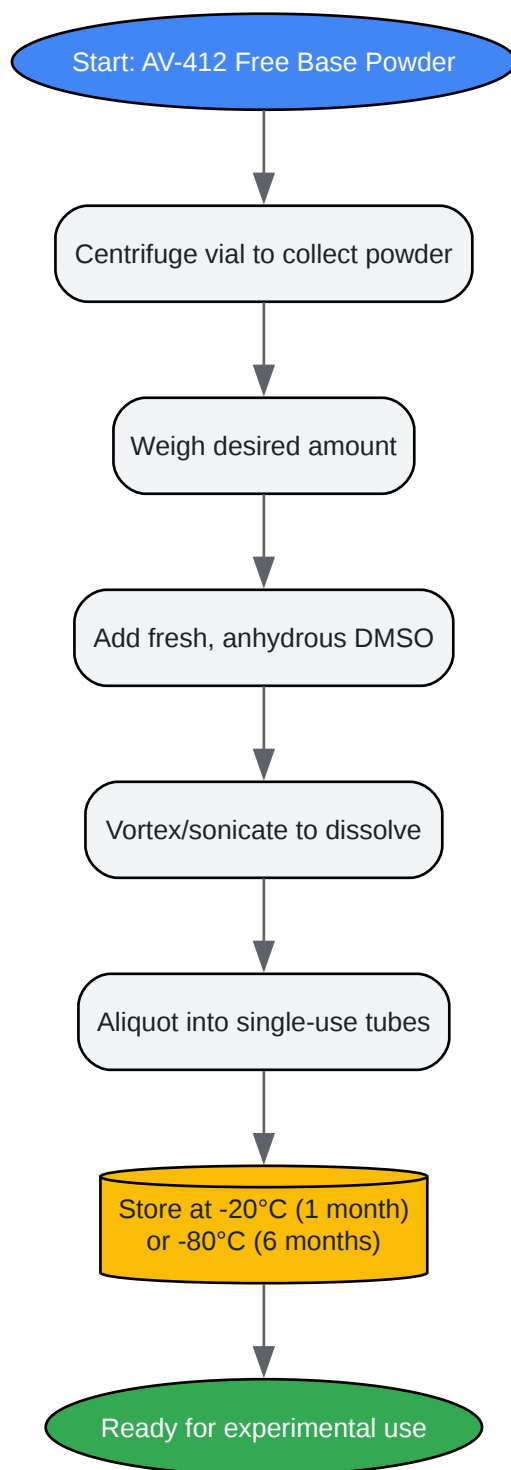 Start: AV-412 Free Base Powder
Centrifuge vial to collect powder
Weigh desired amount
Add fresh, anhydrous DMSO
Vortex/sonicate to dissolve
Aliquot into single-use tubes
Store at -20°C (1 month)
or -80°C (6 months)
Ready for experimental use